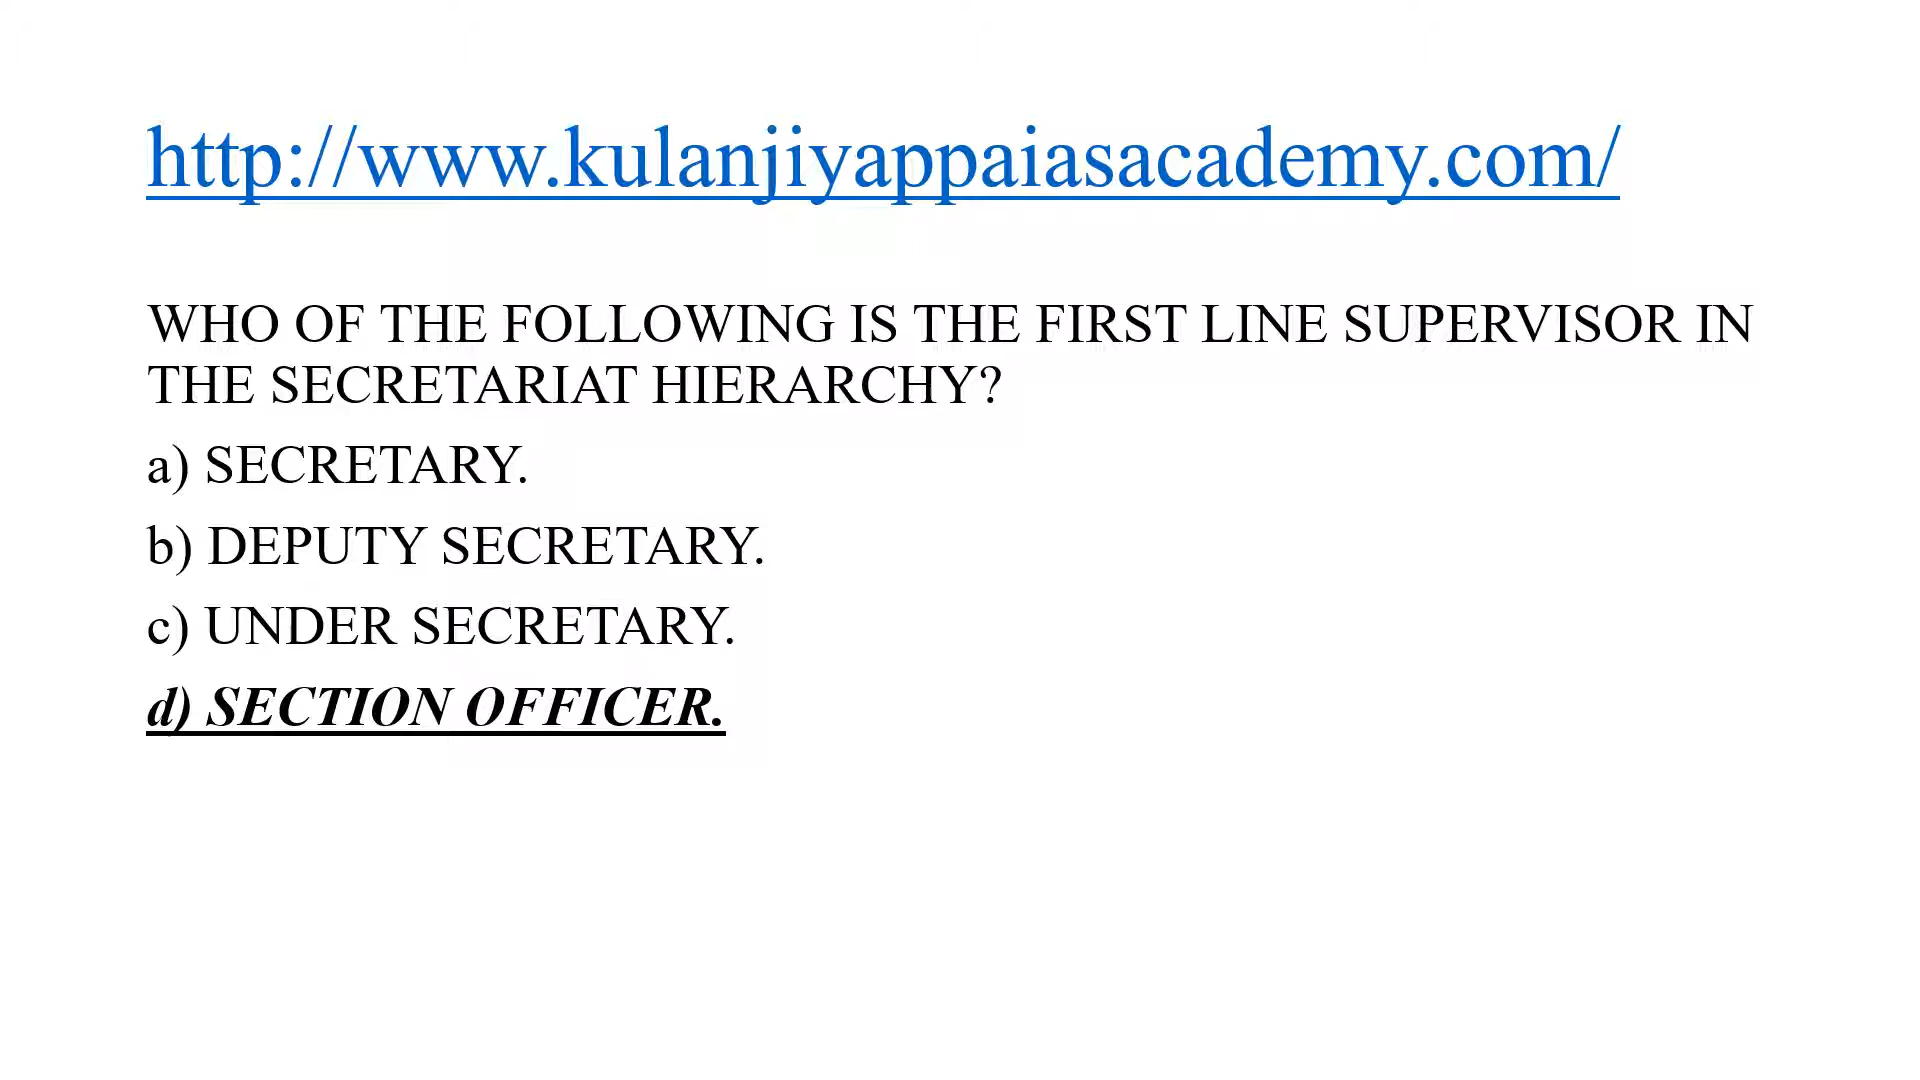 http://www.kulanjiyappaiasacademy.com/
WHO OF THE FOLLOWING IS THE FIRST LINE SUPERVISOR IN
THE SECRETARIAT HIERARCHY?
a) SECRETARY.
b) DEPUTY SECRETARY.
c) UNDER SECRETARY.
d) SECTION OFFICER.